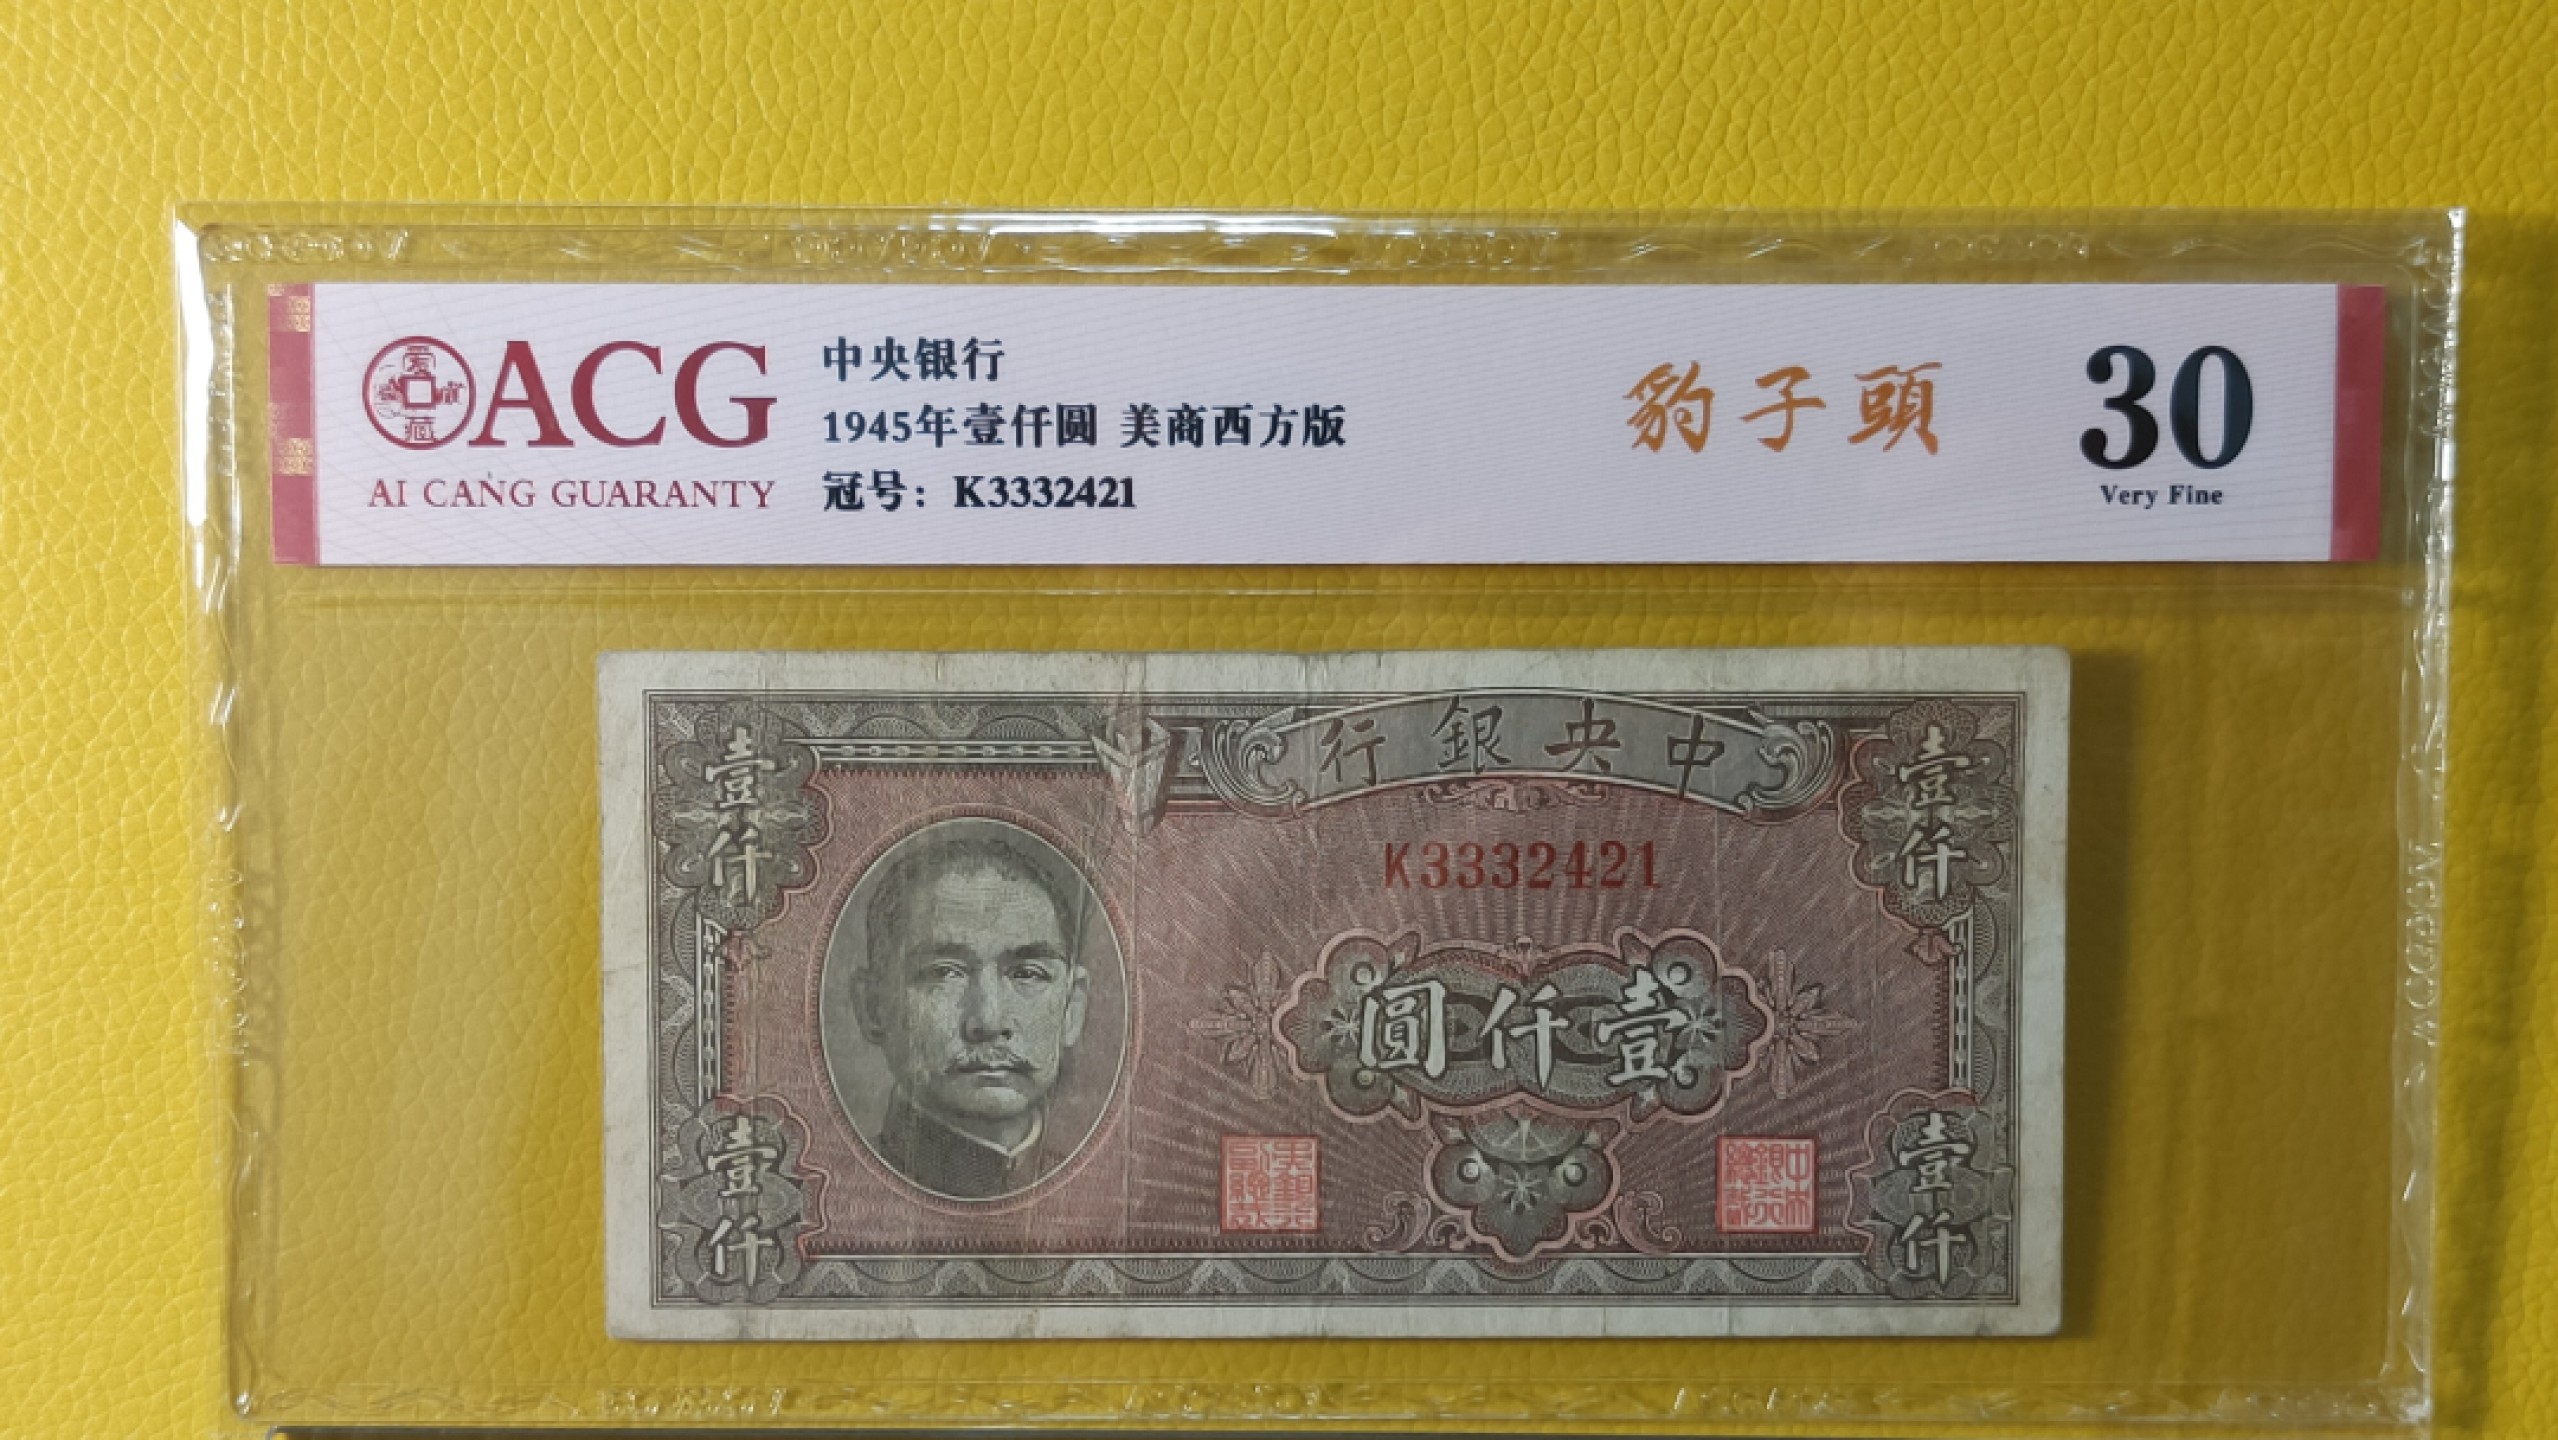 ACG
AI CANG GUARANTY
中央银行
1945年壹仟圆 美商西方版
冠号：K3332421
豹子頭
30
Very Fine
行銀央中
壹仟
壹仟
K3332421
圓仟壹
壹仟
壹仟